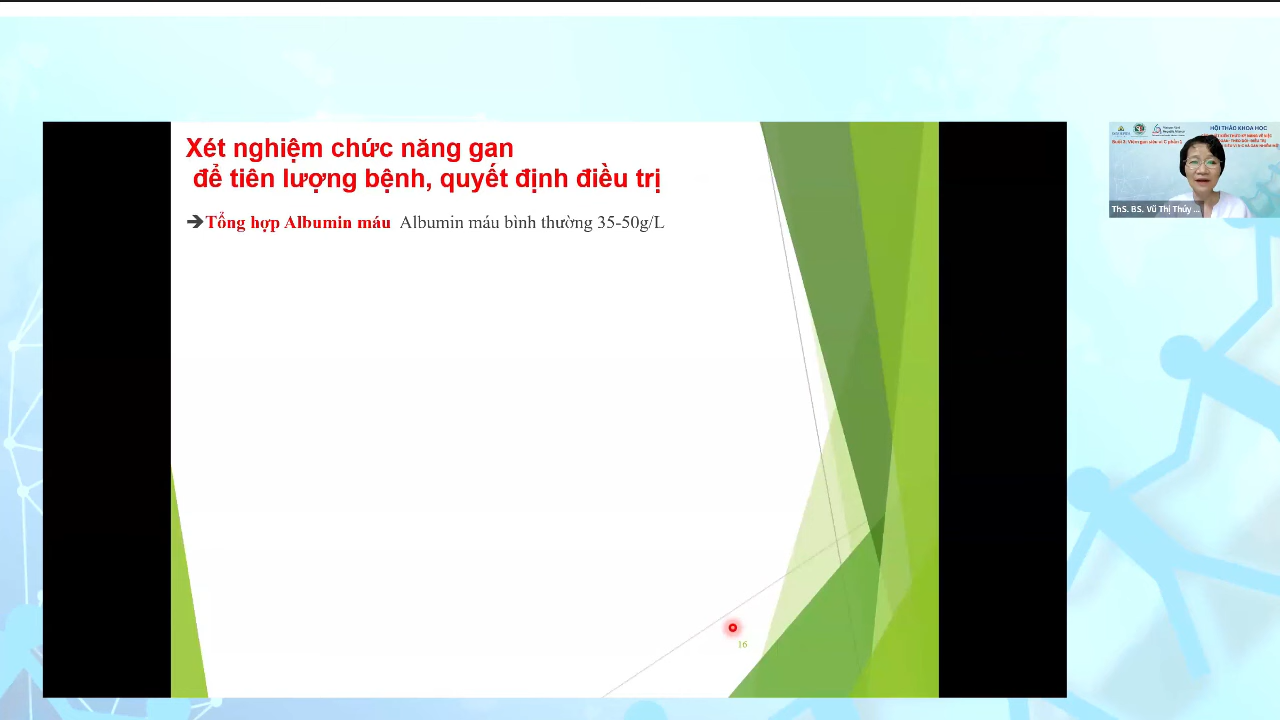 Xét nghiệm chức năng gan
để tiên lượng bệnh, quyết định điều trị
➔Tổng hợp Albumin máu Albumin máu bình thường 35-50g/L
16
HỘI THẢO KHOA HỌC
ThS. BS. Vũ Thị Thúy ...